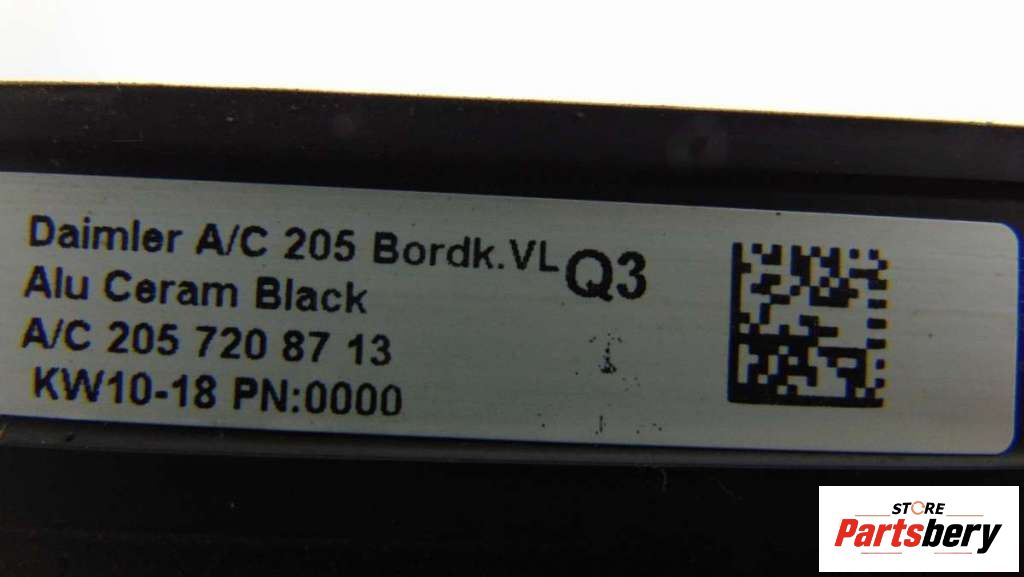 Daimler A/C 205 Bordk.VL Q3
Alu Ceram Black
A/C 205 720 87 13
KW10-18 PN:0000
STORE
Partsbery